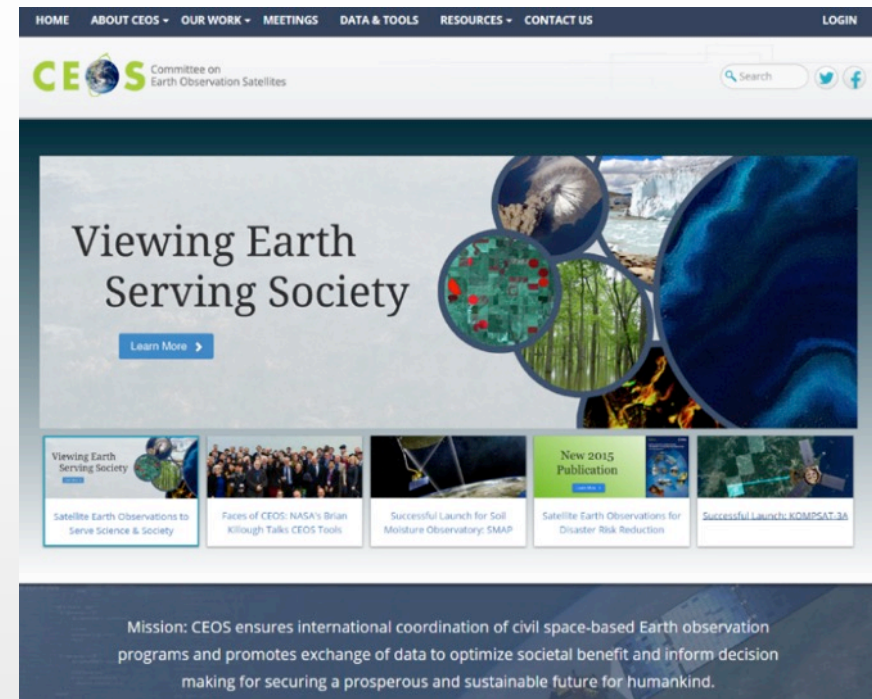 HOME ABOUT CEOS OUR WORK MEETINGS DATA & TOOLS RESOURCES CONTACT US LOGIN
CEOS
Committee on
Earth Observation Satellites
Search
Viewing Earth
Serving Society
Learn More
Viewing Earth
Serving Society
Satellite Earth Observations to
Serve Science & Society
Faces of CEOS: NASA's Brian
Killough Talks CEOS Tools
Successful Launch for Soil
Moisture Observatory: SMAP
New 2015
Publication
Satellite Earth Observations for
Disaster Risk Reduction
Successful Launch: KOMPSAT-3A
Mission: CEOS ensures international coordination of civil space-based Earth observation
programs and promotes exchange of data to optimize societal benefit and inform decision
making for securing a prosperous and sustainable future for humankind.